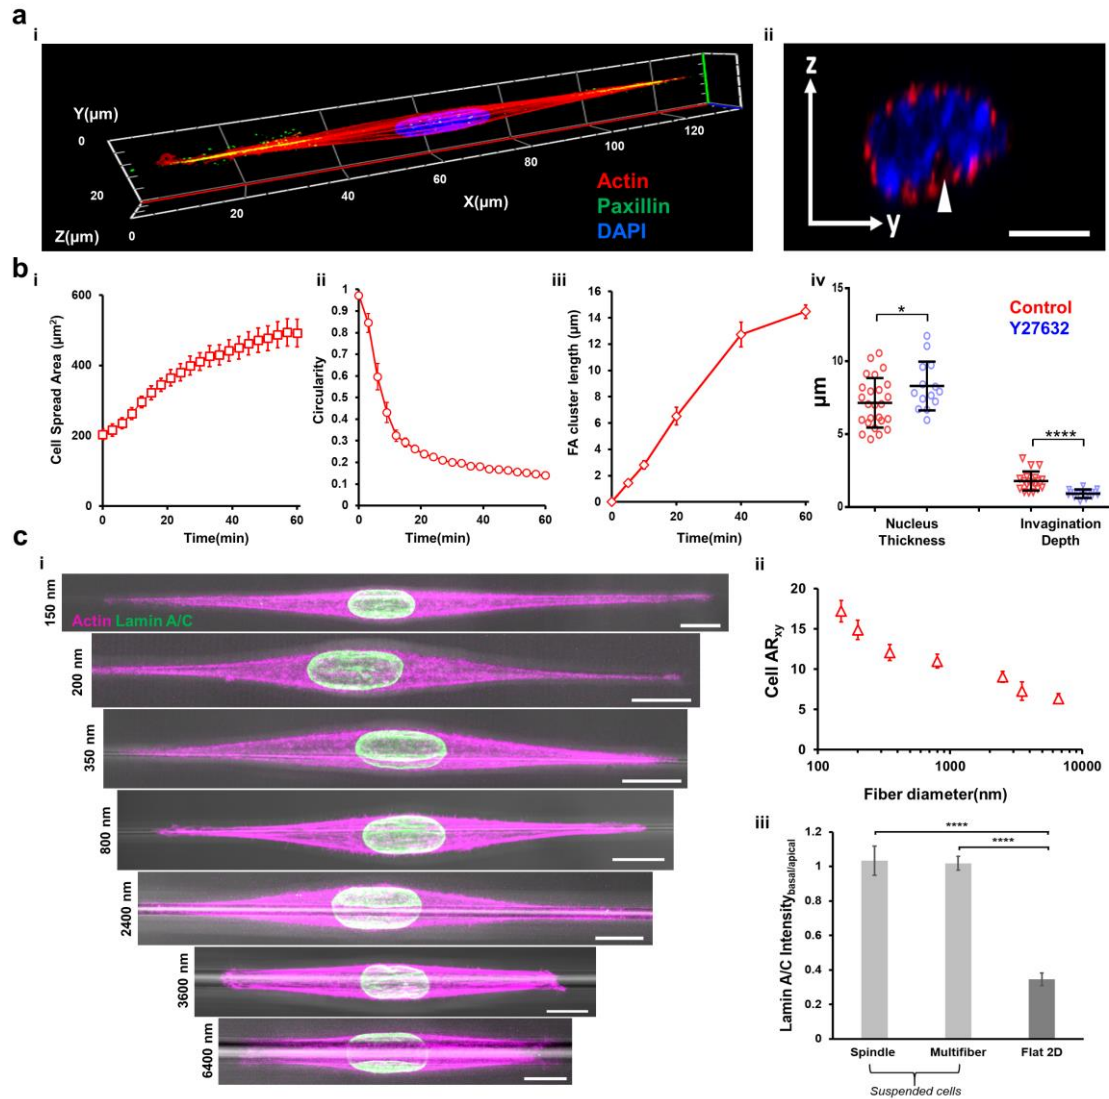 a
i
Y(μm)
0
20
Z(μm)
0
20
40
60
X(μm)
80
100
120
Actin
Paxillin
DAPI
ii
z
y
b
i
Cell Spread Area (μm²)
600
400
200
0
0
20
40
60
Time(min)
ii
Circularity
1
0.9
0.8
0.7
0.6
0.5
0.4
0.3
0.2
0.1
0
0
20
40
60
Time(min)
iii
FA cluster length (μm)
16
14
12
10
8
6
4
2
0
0
20
40
60
Time(min)
iv
μm
15
10
5
0
Control
Y27632
*
****
Nucleus
Thickness
Invagination
Depth
c
i
150 nm
Actin Lamin A/C
200 nm
350 nm
800 nm
2400 nm
3600 nm
6400 nm
ii
Cell ARxy
20
15
10
5
0
100
1000
10000
Fiber diameter(nm)
iii
Lamin A/C Intensitybasal/apical
1.2
1
0.8
0.6
0.4
0.2
0
****
****
Spindle
Multifiber
Flat 2D
Suspended cells